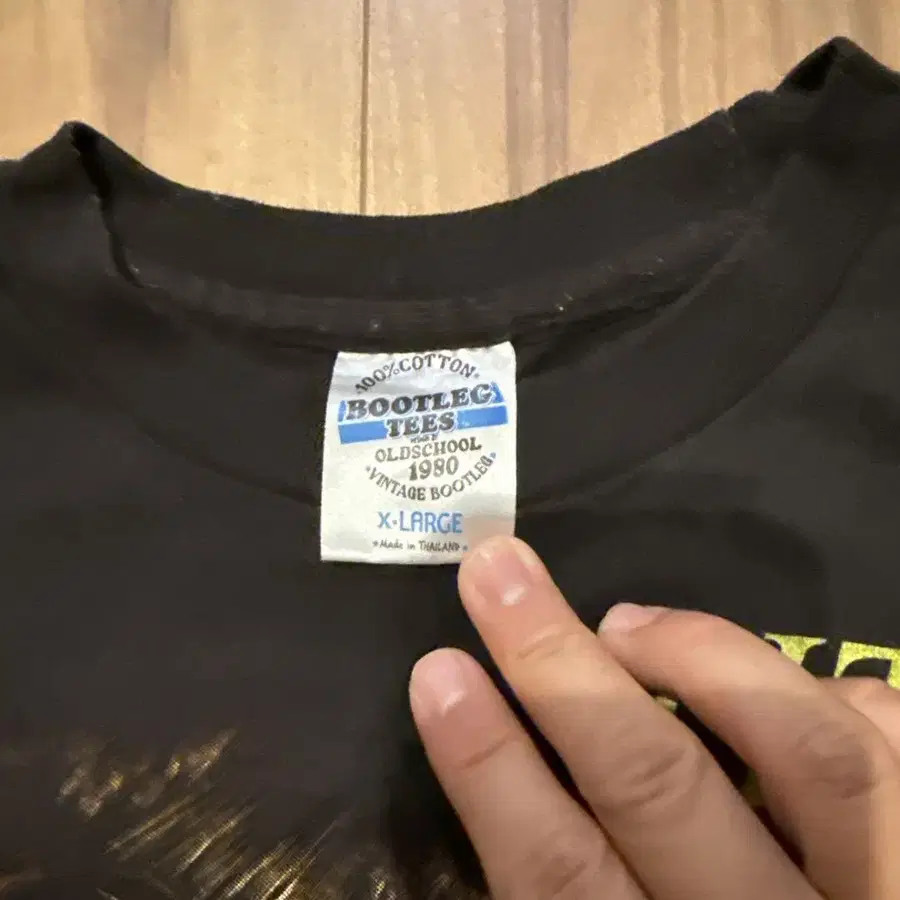 100% COTTON
BOOTLEG
TEES
OLDSCHOOL
1980
VINTAGE BOOTLEG
X-LARGE
Made in THAILAND